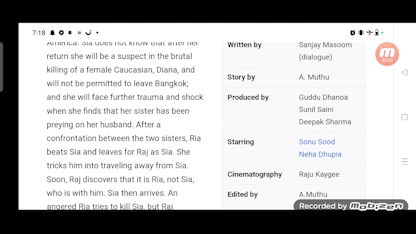 7:18
America. Sia does not know that after her
return she will be a suspect in the brutal
killing of a female Caucasian, Diana, and
will not be permitted to leave Bangkok;
and she will face further trauma and shock
when she finds that her sister has been
preying on her husband. After a
confrontation between the two sisters, Ria
beats Sia and leaves for Raj as Sia. She
tricks him into traveling away from Sia.
Soon, Raj discovers that it is Ria, not Sia,
who is with him. Sia then arrives. An
angered Ria tries to kill Sia, but Raj
Written by Sanjay Masoom
(dialogue)
Story by A. Muthu
Produced by Guddu Dhanoa
Sunil Saini
Deepak Sharma
Starring Sonu Sood
Neha Dhupia
Cinematography Raju Kaygee
Edited by A.Muthu
Recorded by Mobizen